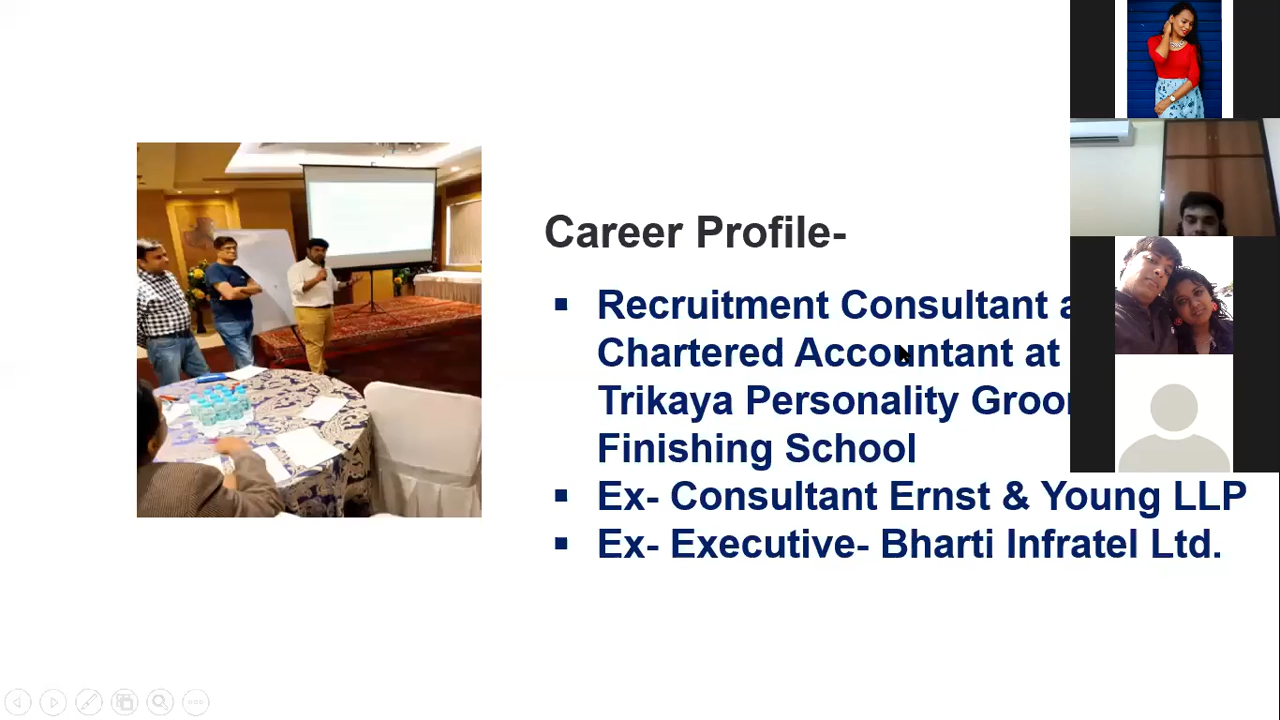 Career Profile-
▪ Recruitment Consultant
Chartered Accountant at
Trikaya Personality
Finishing School
▪ Ex- Consultant Ernst & Young LLP
▪ Ex- Executive- Bharti Infratel Ltd.